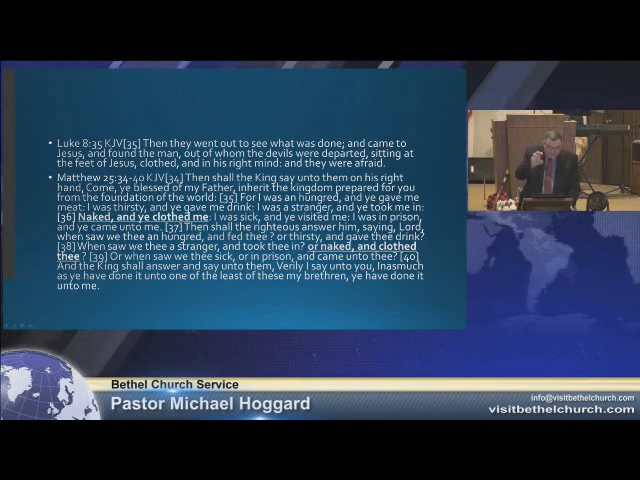 • Luke 8:35 KJV[35] Then they went out to see what was done; and came to
Jesus, and found the man, out of whom the devils were departed, sitting at
the feet of Jesus, clothed, and in his right mind: and they were afraid.
• Matthew 25:34-40 KJV[34] Then shall the King say unto them on his right
hand, Come, ye blessed of my Father, inherit the kingdom prepared for you
from the foundation of the world: [35] For I was an hungred, and ye gave me
meat: I was thirsty, and ye gave me drink: I was a stranger, and ye took me in:
[36] Naked, and ye clothed me: I was sick, and ye visited me: I was in prison,
and ye came unto me. [37] Then shall the righteous answer him, saying, Lord,
when saw we thee an hungred, and fed thee ? or thirsty, and gave thee drink?
[38] When saw we thee a stranger, and took thee in? or naked, and clothed
thee ? [39] Or when saw we thee sick, or in prison, and came unto thee? [40]
And the King shall answer and say unto them, Verily I say unto you, Inasmuch
as ye have done it unto one of the least of these my brethren, ye have done it
unto me.
Bethel Church Service
Pastor Michael Hoggard
info@visitbethelchurch.com
visitbethelchurch.com